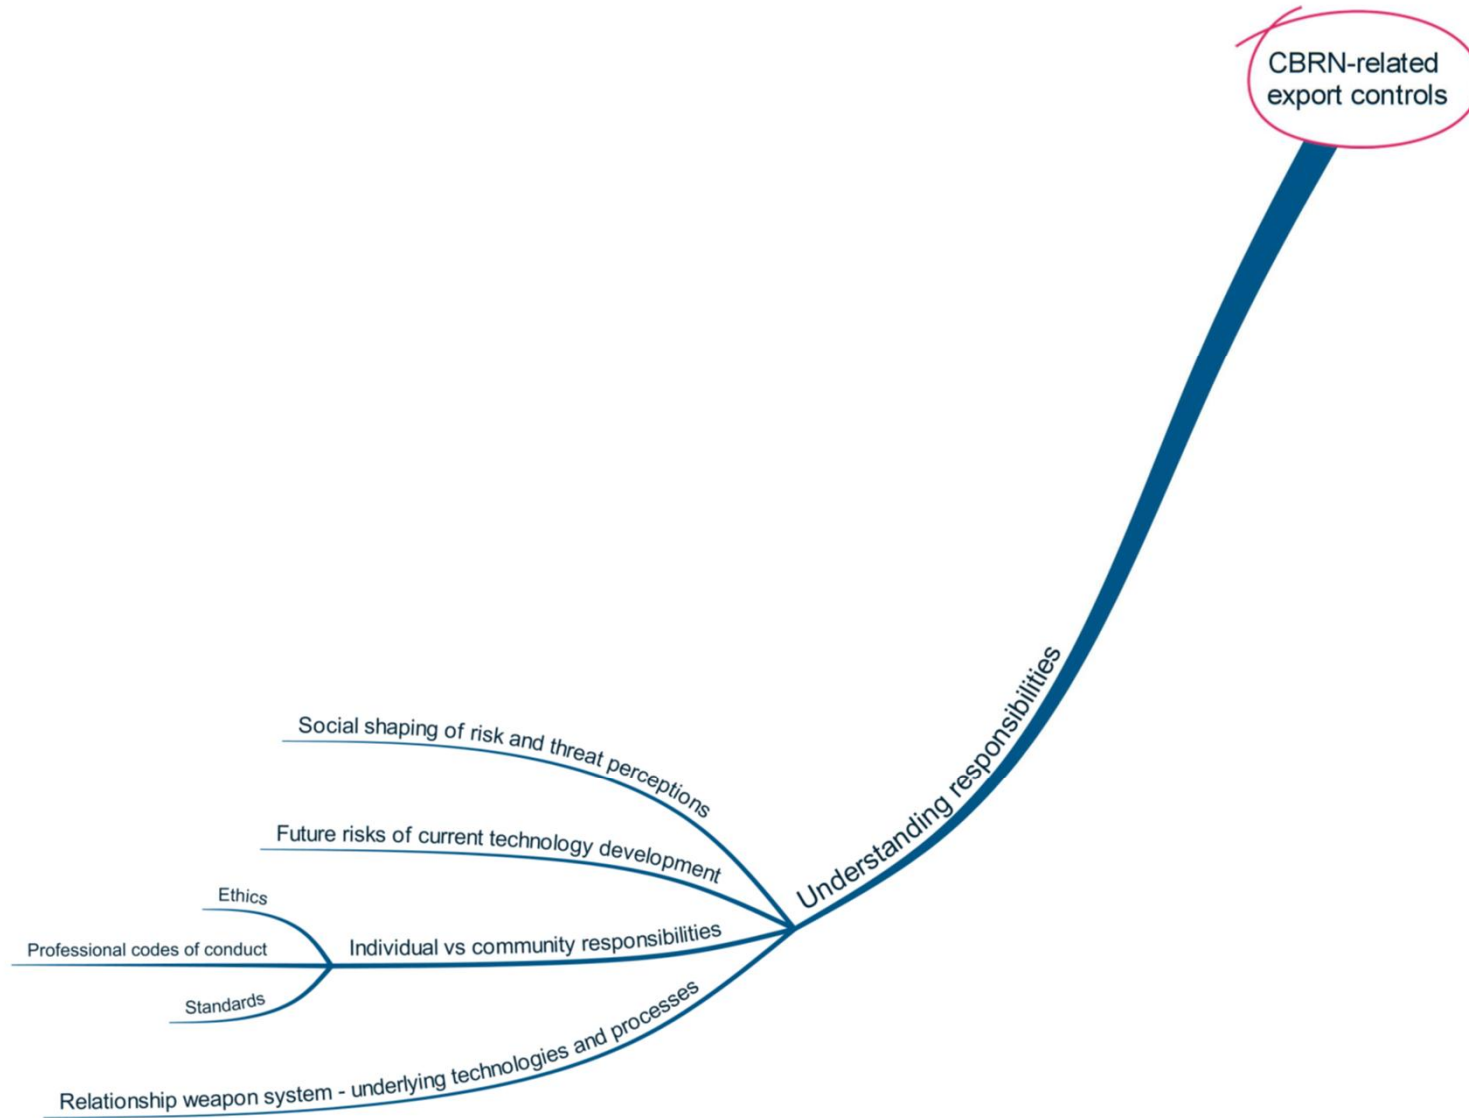 CBRN-related
export controls
Understanding responsibilities
Social shaping of risk and threat perceptions
Future risks of current technology development
Individual vs community responsibilities
Ethics
Professional codes of conduct
Standards
Relationship weapon system - underlying technologies and processes